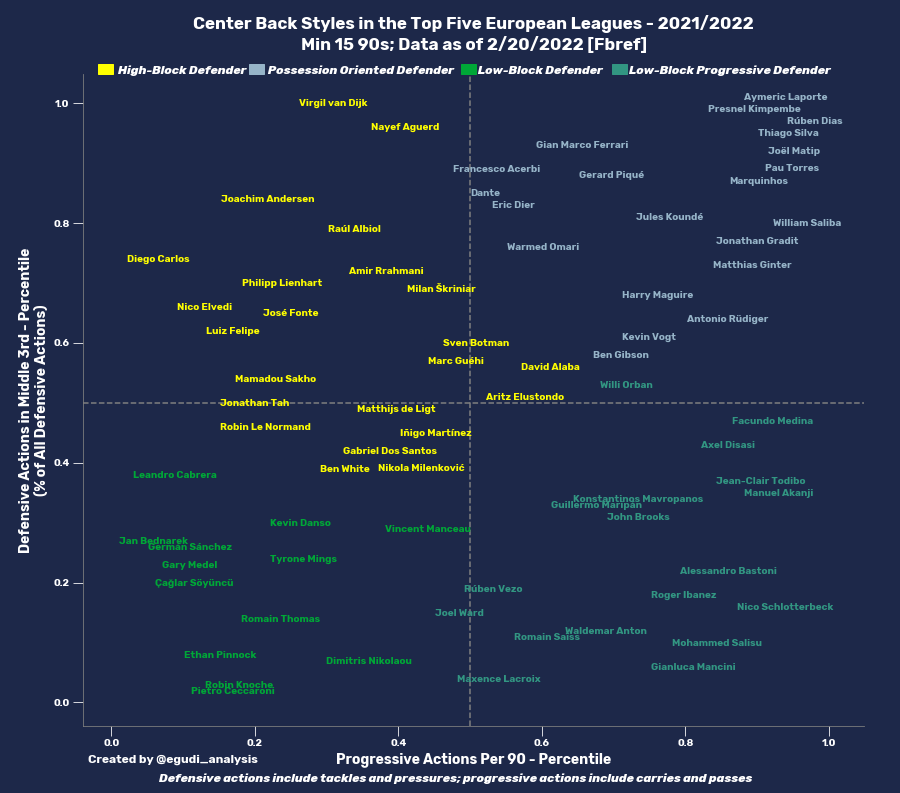 Center Back Styles in the Top Five European Leagues - 2021/2022
Min 15 90s; Data as of 2/20/2022 [Fbref]
High-Block Defender Possession Oriented Defender Low-Block Defender Low-Block Progressive Defender
Aymeric Laporte
1.0 Virgil van Dijk
Presnel Kimpembe
Rúben Dias
Nayef Aguerd
Thiago Silva
Gian Marco Ferrari
Joël Matip
Francesco Acerbi Pau Torres
Gerard Piqué
Marquinhos
Dante
Joachim Andersen
Eric Dier
Jules Koundé
0.8 William Saliba
Raúl Albiol
Jonathan Gradit
Warmed Omari
Diego Carlos
Matthias Ginter
Amir Rrahmani
Philipp Lienhart
Milan Škriniar
Harry Maguire
Nico Elvedi
José Fonte
Antonio Rüdiger
Luiz Felipe
Kevin Vogt
0.6 Sven Botman
Ben Gibson
Marc Guéhi
David Alaba
Mamadou Sakho
Willi Orban
Aritz Elustondo
Jonathan Tah
Matthijs de Ligt
Facundo Medina
Robin Le Normand
Iñigo Martínez
Axel Disasi
Gabriel Dos Santos
0.4
Ben White Nikola Milenković
Leandro Cabrera
Jean-Clair Todibo
Manuel Akanji
Konstantinos Mavropanos
Guillermo Maripán
John Brooks
Kevin Danso
Vincent Manceau
Jan Bednarek
Germán Sánchez
Tyrone Mings
Gary Medel
Alessandro Bastoni
0.2 Çağlar Söyüncü
Rúben Vezo
Roger Ibanez
Nico Schlotterbeck
Joel Ward
Romain Thomas
Waldemar Anton
Romain Saïss
Mohammed Salisu
Ethan Pinnock
Dimitris Nikolaou
Gianluca Mancini
Maxence Lacroix
Robin Knoche
Pietro Ceccaroni
0.0
Defensive Actions in Middle 3rd - Percentile
(% of All Defensive Actions)
0.0 0.2 0.4 0.6 0.8 1.0
Created by @egudi_analysis Progressive Actions Per 90 - Percentile
Defensive actions include tackles and pressures; progressive actions include carries and passes